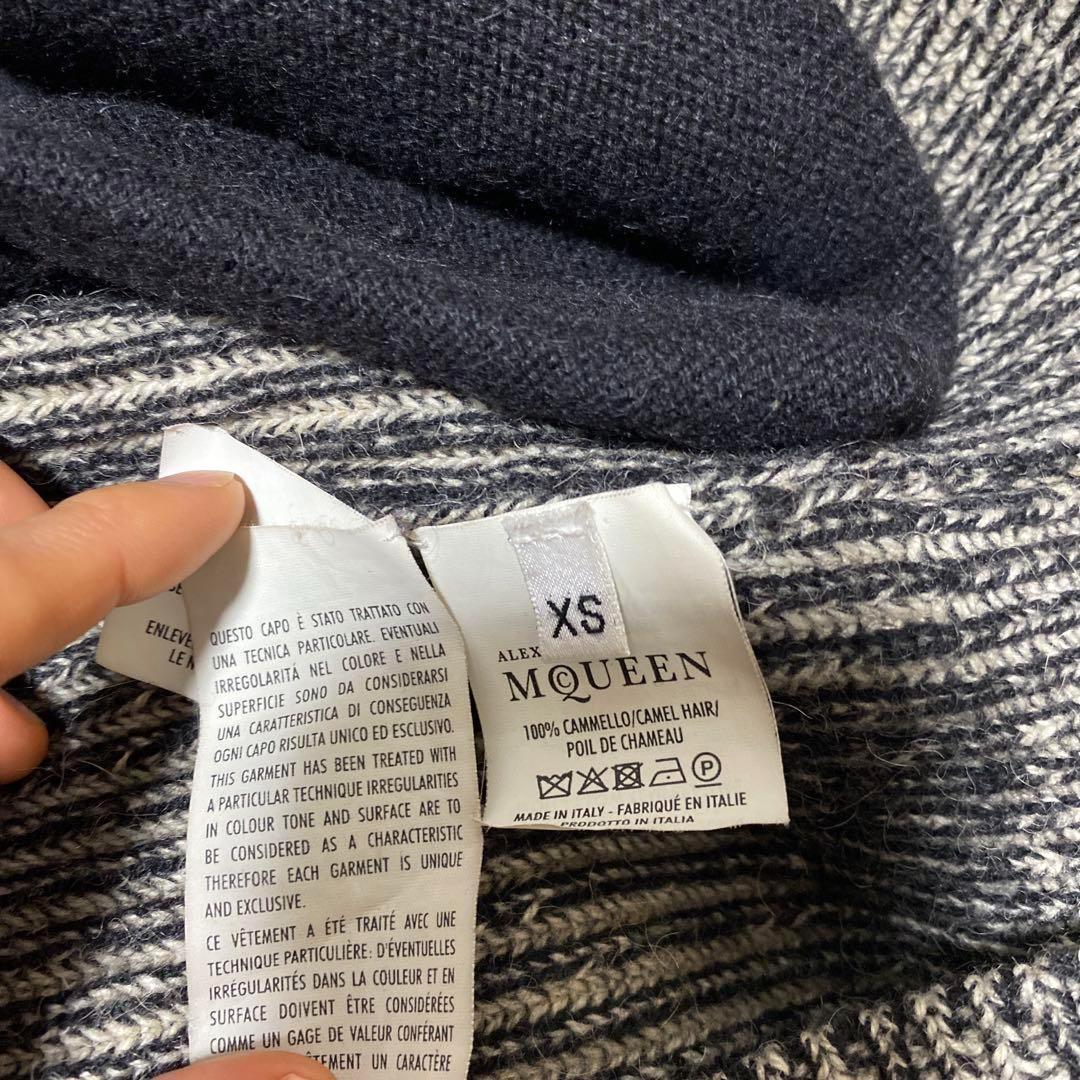 ENLEVE
LE N
QUESTO CAPO È STATO TRATTATO CON
UNA TECNICA PARTICOLARE. EVENTUALI
IRREGOLARITÀ NEL COLORE E NELLA
SUPERFICIE SONO DA CONSIDERARSI
UNA CARATTERISTICA DI CONSEGUENZA
OGNI CAPO RISULTA UNICO ED ESCLUSIVO.
THIS GARMENT HAS BEEN TREATED WITH
A PARTICULAR TECHNIQUE IRREGULARITIES
IN COLOUR TONE AND SURFACE ARE TO
BE CONSIDERED AS A CHARACTERISTIC
THEREFORE EACH GARMENT IS UNIQUE
AND EXCLUSIVE.
CE VÊTEMENT A ÉTÉ TRAITÉ AVEC UNE
TECHNIQUE PARTICULIÈRE: D'ÉVENTUELLES
IRRÉGULARITÉS DANS LA COULEUR ET EN
SURFACE DOIVENT ÊTRE CONSIDÉRÉES
COMME UN GAGE DE VALEUR CONFÉRANT
ÊTEMENT UN CARACTÈRE
XS
ALEX
MCQUEEN
100% CAMMELLO/CAMEL HAIR/
POIL DE CHAMEAU
P
MADE IN ITALY - FABRIQUÉ EN ITALIE
PRODOTTO IN ITALIA